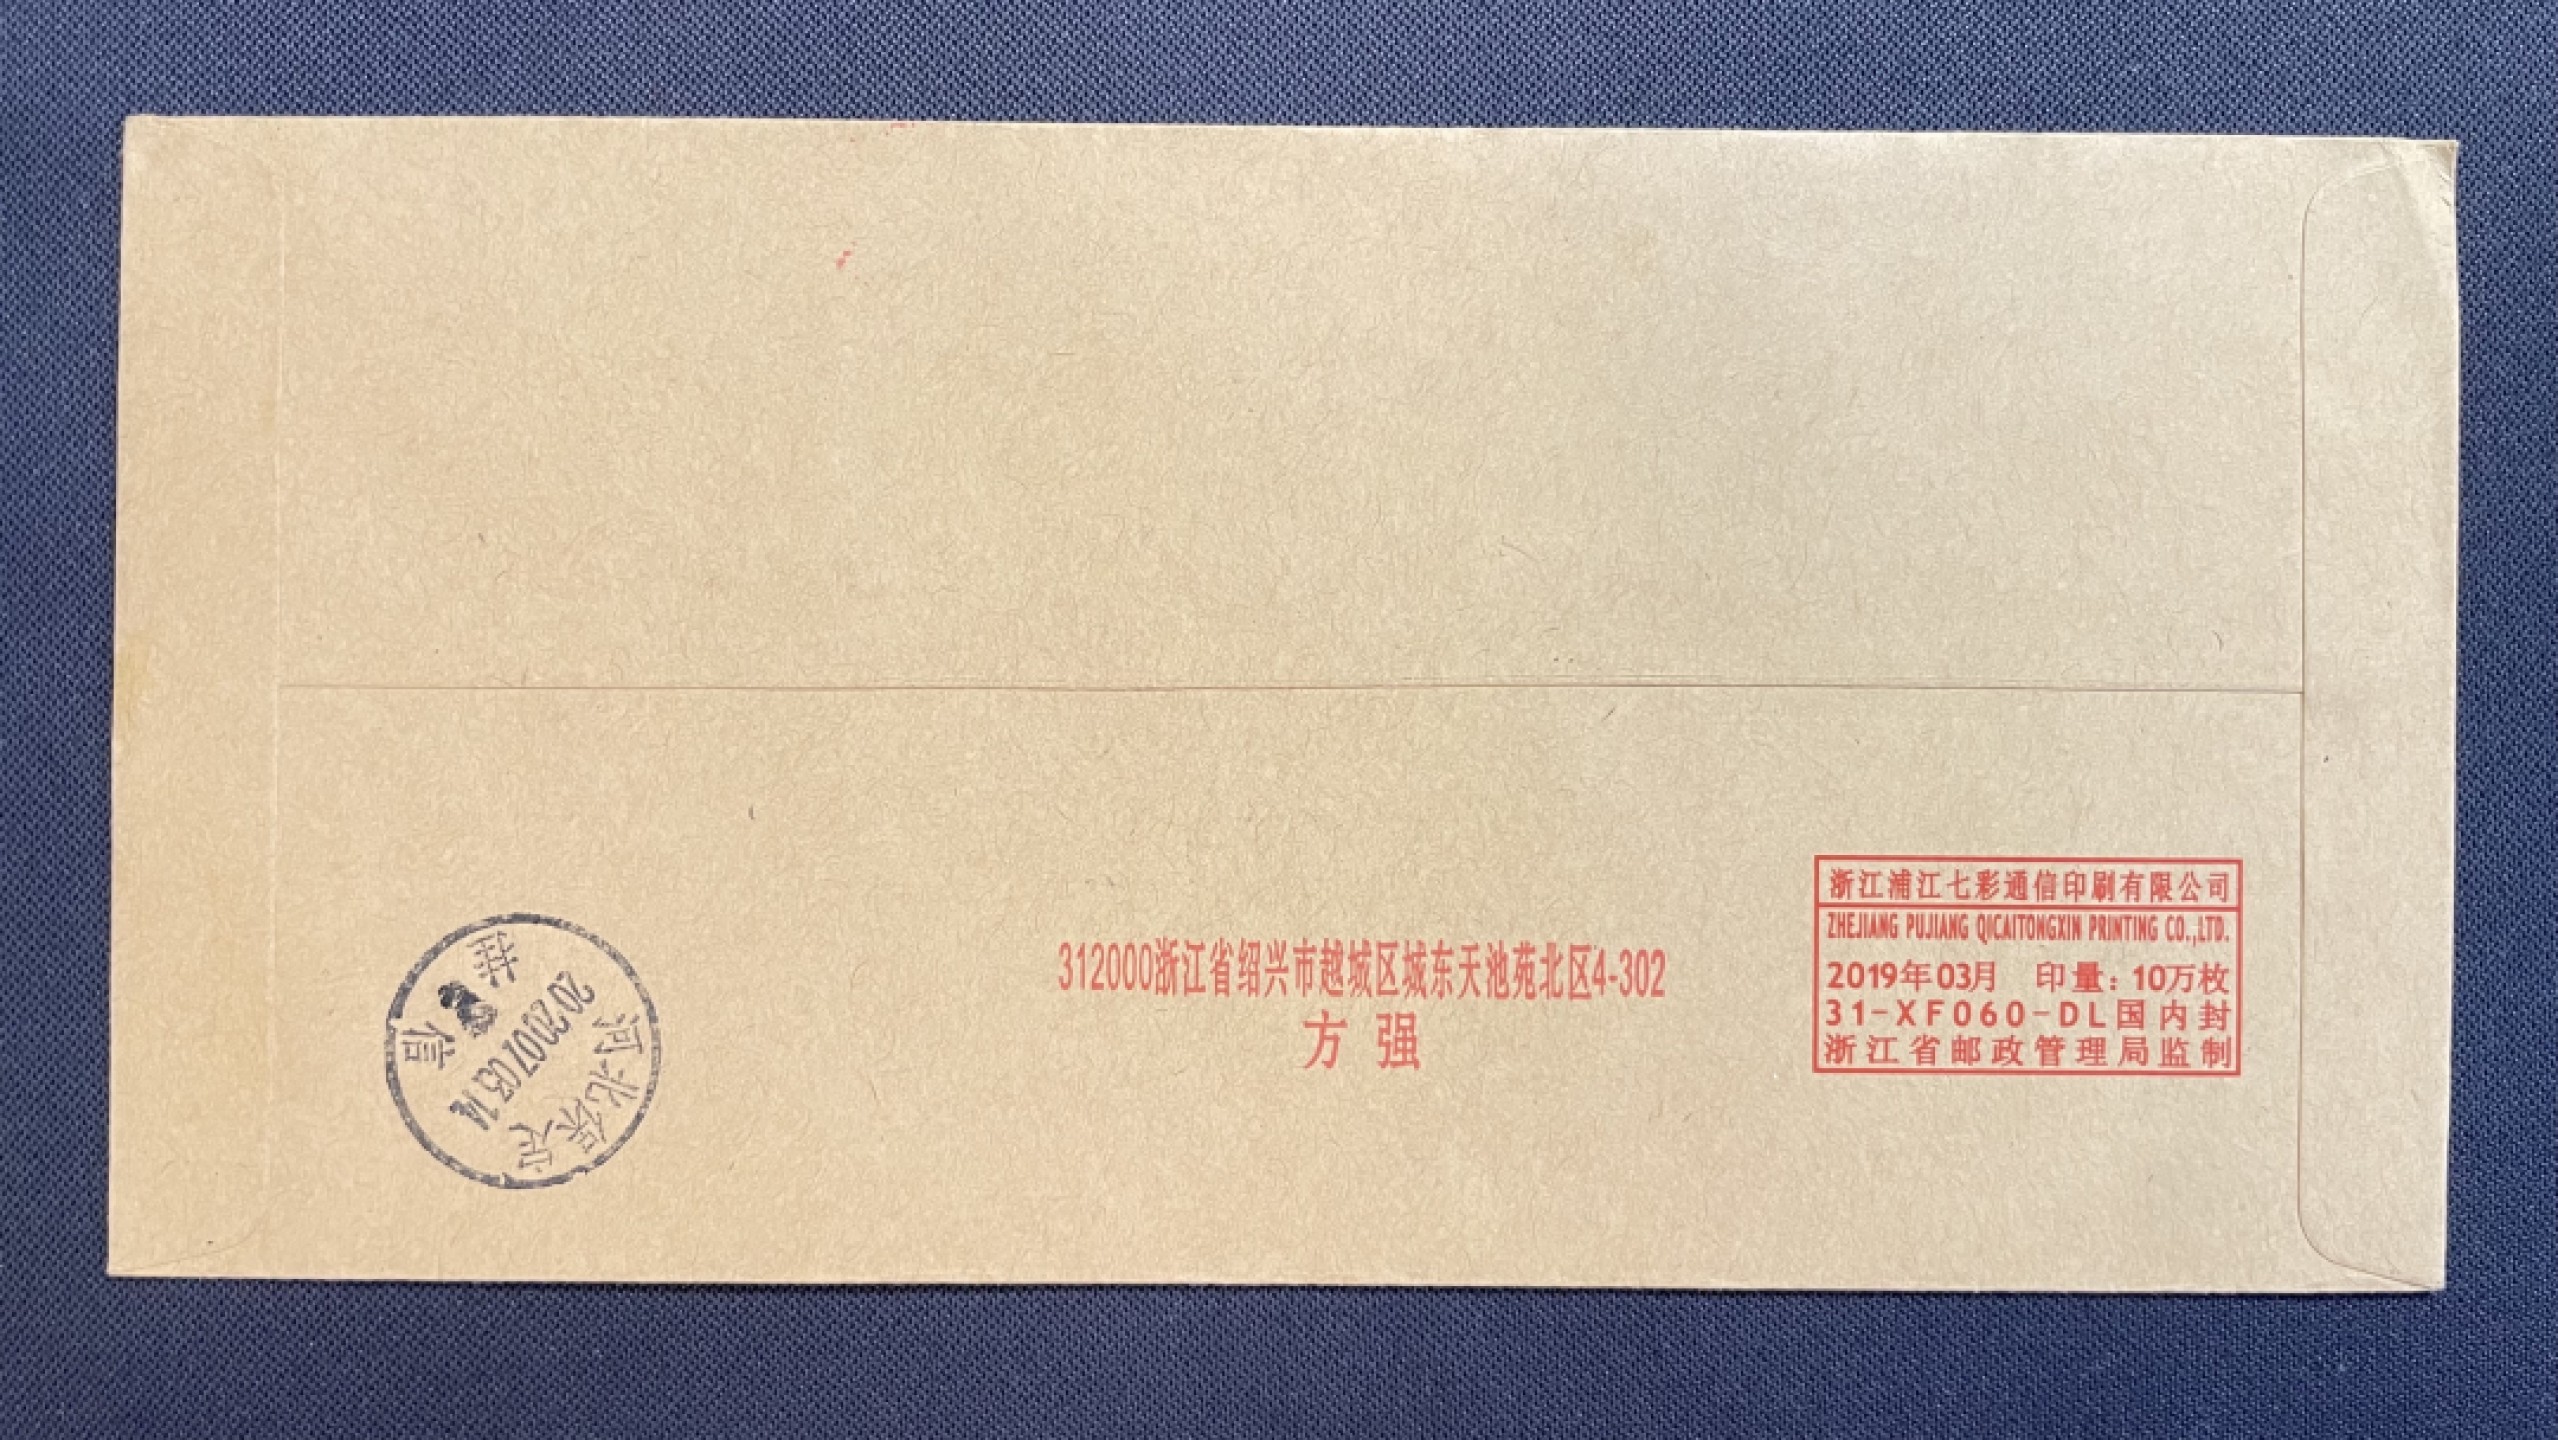 浙江浦江七彩通信印刷有限公司
ZHEJIANG PUJIANG QICAITONGXIN PRINTING CO.,LTD.
2019年03月 印量：10万枚
31-XF060-DL国内封
浙江省邮政管理局监制
312000浙江省绍兴市越城区城东天池苑北区4-302
方强
河北保定
2020.07.03.14
挂信